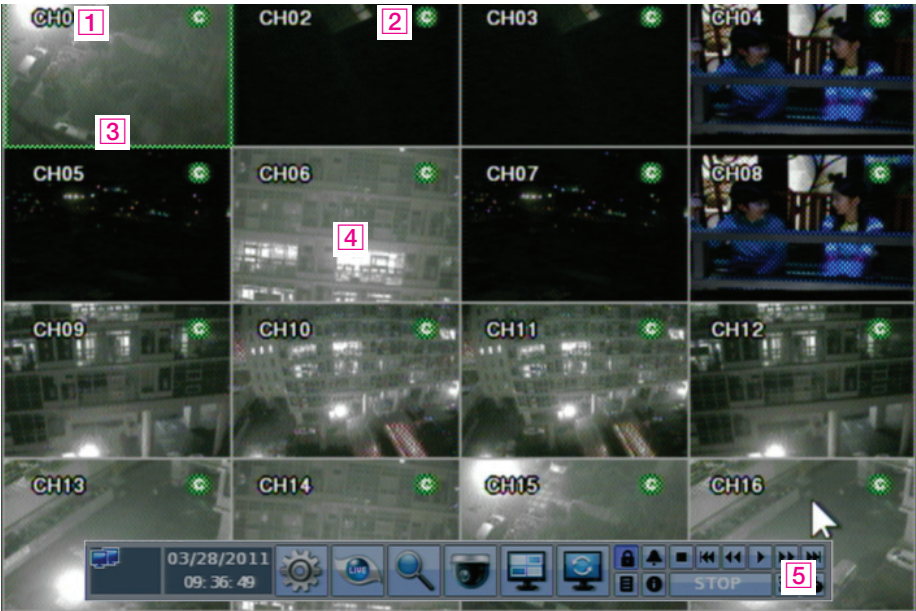 CH0 1 C
CH02 2 C
CH03 C
CH04 C
3
CH05 C
CH06 C
CH07 C
CH08 C
4
CH09 C
CH10 C
CH11 C
CH12 C
CH13 C
CH14 C
CH15 C
CH16 C
03/28/2011
09:36:49
LIVE
STOP
5